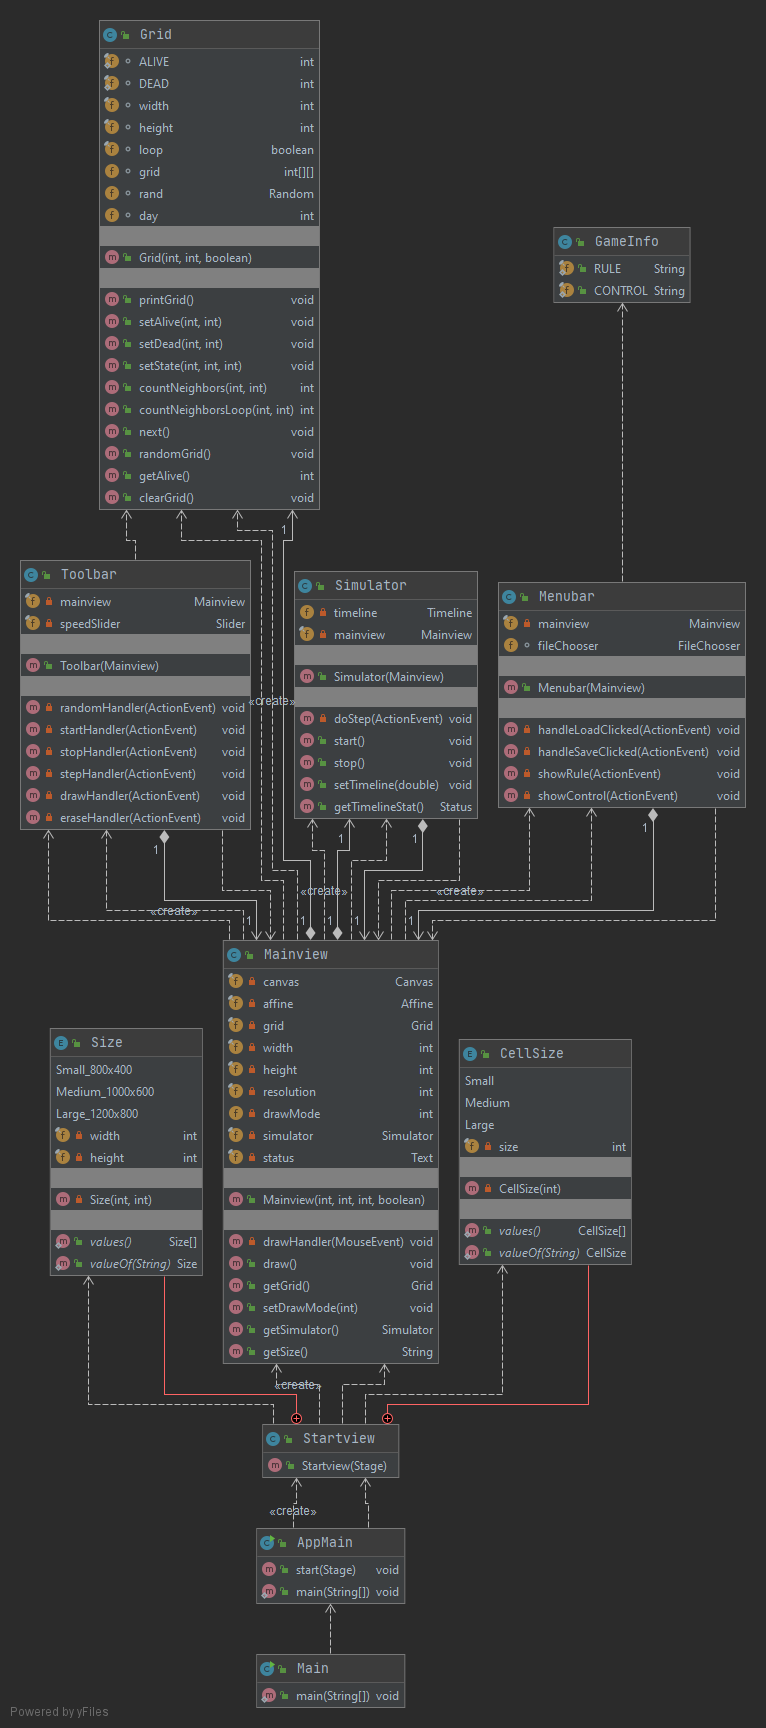 Grid
ALIVE int
DEAD int
width int
height int
loop boolean
grid int[][]
rand Random
day int
Grid(int, int, boolean)
printGrid() void
setAlive(int, int) void
setDead(int, int) void
setState(int, int, int) void
countNeighbors(int, int) int
countNeighborsLoop(int, int) int
next() void
randomGrid() void
getAlive() int
clearGrid() void
GameInfo
RULE String
CONTROL String
1
Toolbar
mainview Mainview
speedSlider Slider
Toolbar(Mainview)
randomHandler(ActionEvent) void
startHandler(ActionEvent) void
stopHandler(ActionEvent) void
stepHandler(ActionEvent) void
drawHandler(ActionEvent) void
eraseHandler(ActionEvent) void
«create»
Simulator
timeline Timeline
mainview Mainview
Simulator(Mainview)
doStep(ActionEvent) void
start() void
stop() void
setTimeline(double) void
getTimelineStat() Status
Menubar
mainview Mainview
fileChooser FileChooser
Menubar(Mainview)
handleLoadClicked(ActionEvent) void
handleSaveClicked(ActionEvent) void
showRule(ActionEvent) void
showControl(ActionEvent) void
1
1
1
1
«create»
«create»
«create»
1
1
1
1
Mainview
canvas Canvas
affine Affine
grid Grid
width int
height int
resolution int
drawMode int
simulator Simulator
status Text
Mainview(int, int, int, boolean)
drawHandler(MouseEvent) void
draw() void
getGrid() Grid
setDrawMode(int) void
getSimulator() Simulator
getSize() String
Size
Small_800x400
Medium_1000x600
Large_1200x800
width int
height int
Size(int, int)
values() Size[]
valueOf(String) Size
CellSize
Small
Medium
Large
size int
CellSize(int)
values() CellSize[]
valueOf(String) CellSize
«create»
Startview
Startview(Stage)
«create»
AppMain
start(Stage) void
main(String[]) void
Main
main(String[]) void
Powered by yFiles